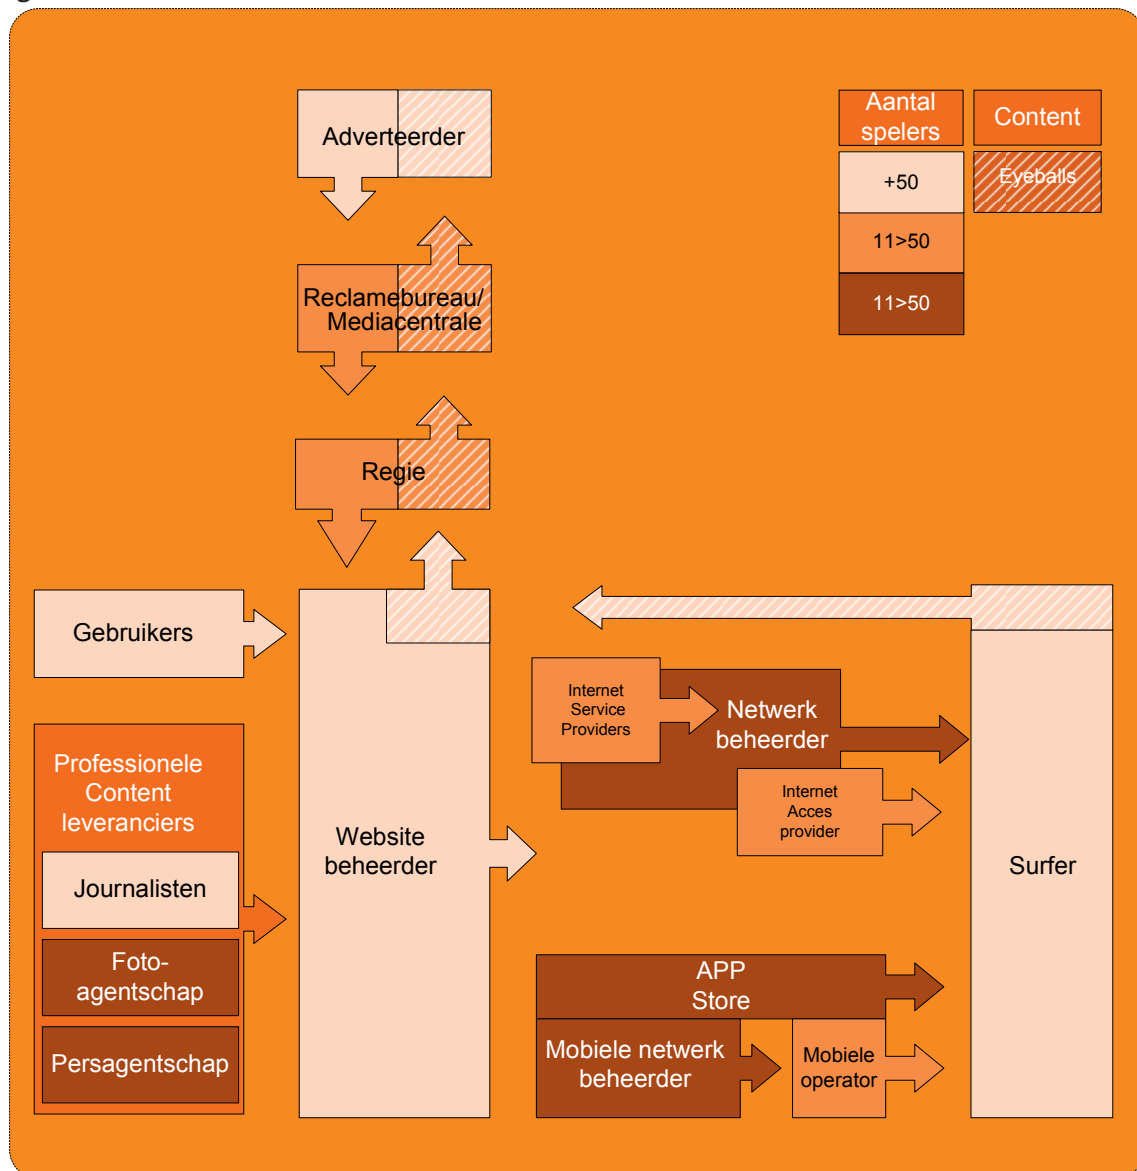 Adverteerder
Aantal
spelers
Content
+50
Eyeballs
11>50
11>50
Reclamebureau/
Mediacentrale
Regie
Gebruikers
Professionele
Content
leveranciers
Journalisten
Foto-
agentschap
Persagentschap
Website
beheerder
Internet
Service
Providers
Netwerk
beheerder
Internet
Acces
provider
APP
Store
Mobiele netwerk
beheerder
Mobiele
operator
Surfer